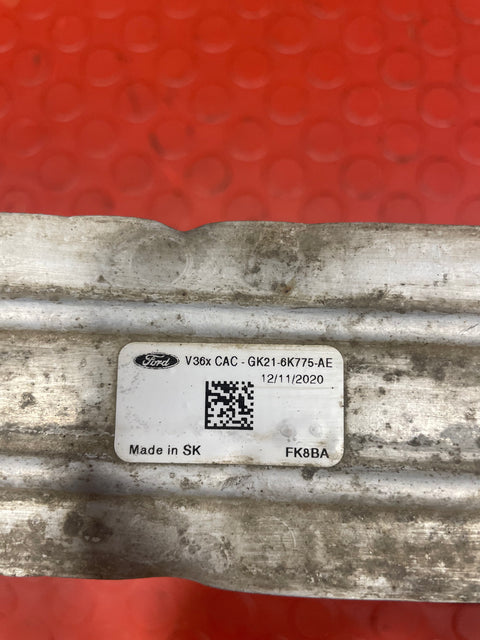 Ford V36x CAC - GK21-6K775-AE
12/11/2020
Made in SK FK8BA